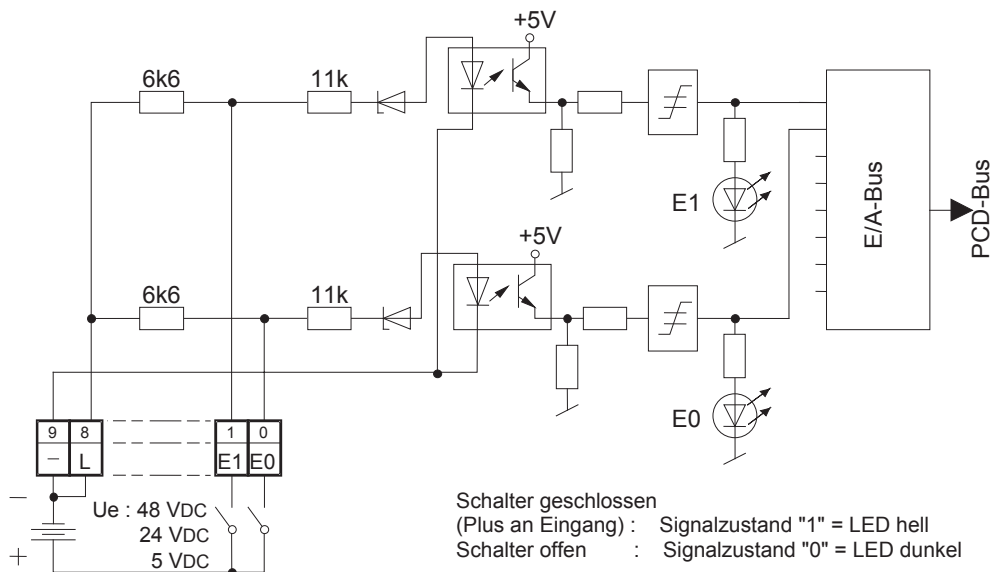 +5V
6k6
11k
E1
E/A-Bus
PCD-Bus
+5V
6k6
11k
E0
9 8 1 0
– L E1 E0
–
+
Ue : 48 VDC
24 VDC
5 VDC
Schalter geschlossen
(Plus an Eingang) : Signalzustand "1" = LED hell
Schalter offen : Signalzustand "0" = LED dunkel